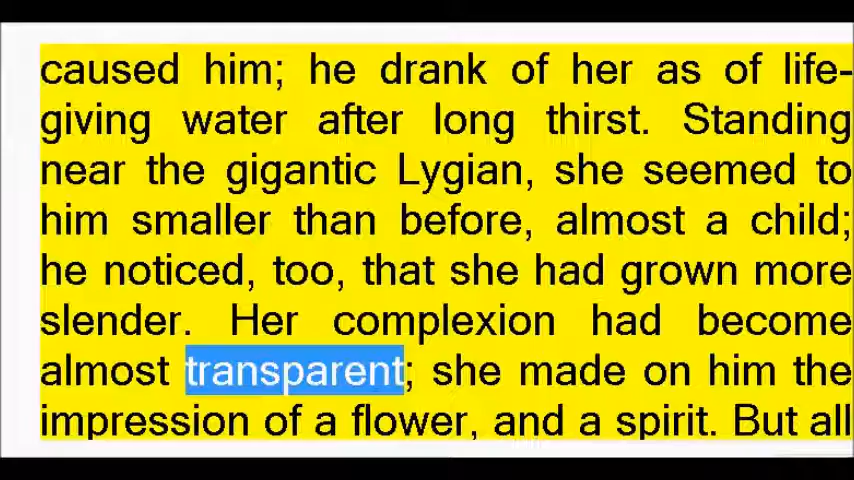 caused him; he drank of her as of life-
giving water after long thirst. Standing
near the gigantic Lygian, she seemed to
him smaller than before, almost a child;
he noticed, too, that she had grown more
slender. Her complexion had become
almost transparent; she made on him the
impression of a flower, and a spirit. But all